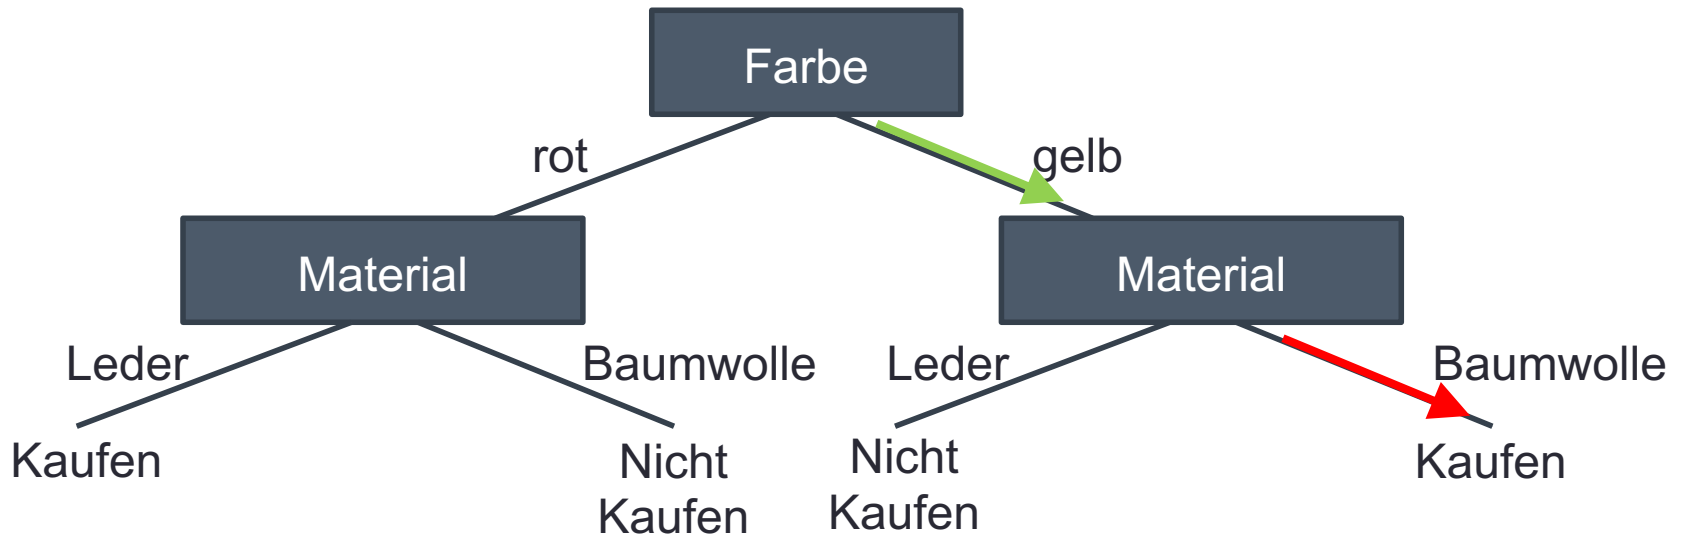 Farbe
rot
gelb
Material
Material
Leder
Baumwolle
Leder
Baumwolle
Kaufen
Nicht
Kaufen
Nicht
Kaufen
Kaufen